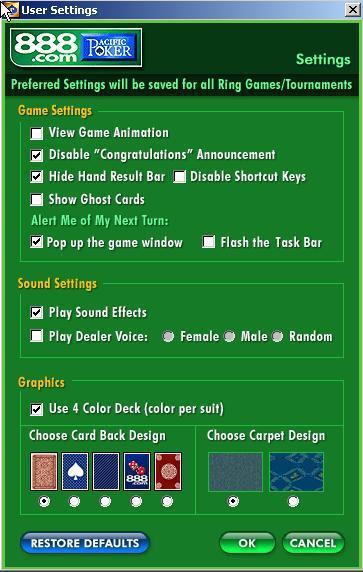 User Settings
888
.com
PACIFIC
POKER
Settings
Preferred Settings will be saved for all Ring Games/Tournaments
Game Settings
View Game Animation
Disable "Congratulations" Announcement
Hide Hand Result Bar Disable Shortcut Keys
Show Ghost Cards
Alert Me of My Next Turn:
Pop up the game window Flash the Task Bar
Sound Settings
Play Sound Effects
Play Dealer Voice: Female Male Random
Graphics
Use 4 Color Deck (color per suit)
Choose Card Back Design Choose Carpet Design
888
.com
RESTORE DEFAULTS OK CANCEL